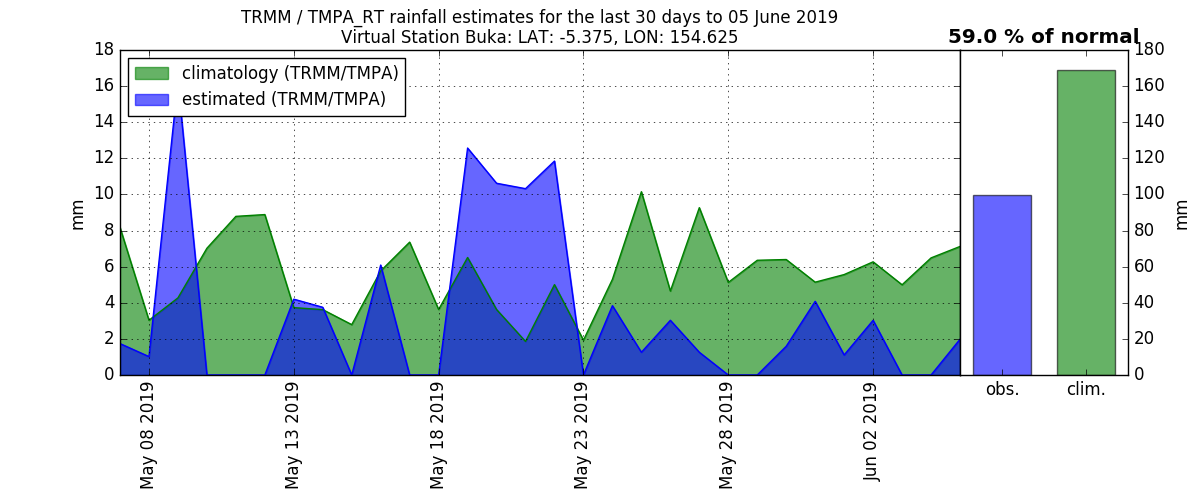 TRMM / TMPA_RT rainfall estimates for the last 30 days to 05 June 2019
Virtual Station Buka: LAT: -5.375, LON: 154.625
59.0 % of normal
climatology (TRMM/TMPA)
estimated (TRMM/TMPA)
18
16
14
12
10
8
6
4
2
0
mm
May 08 2019
May 13 2019
May 18 2019
May 23 2019
May 28 2019
Jun 02 2019
180
160
140
120
100
80
60
40
20
0
mm
obs.
clim.